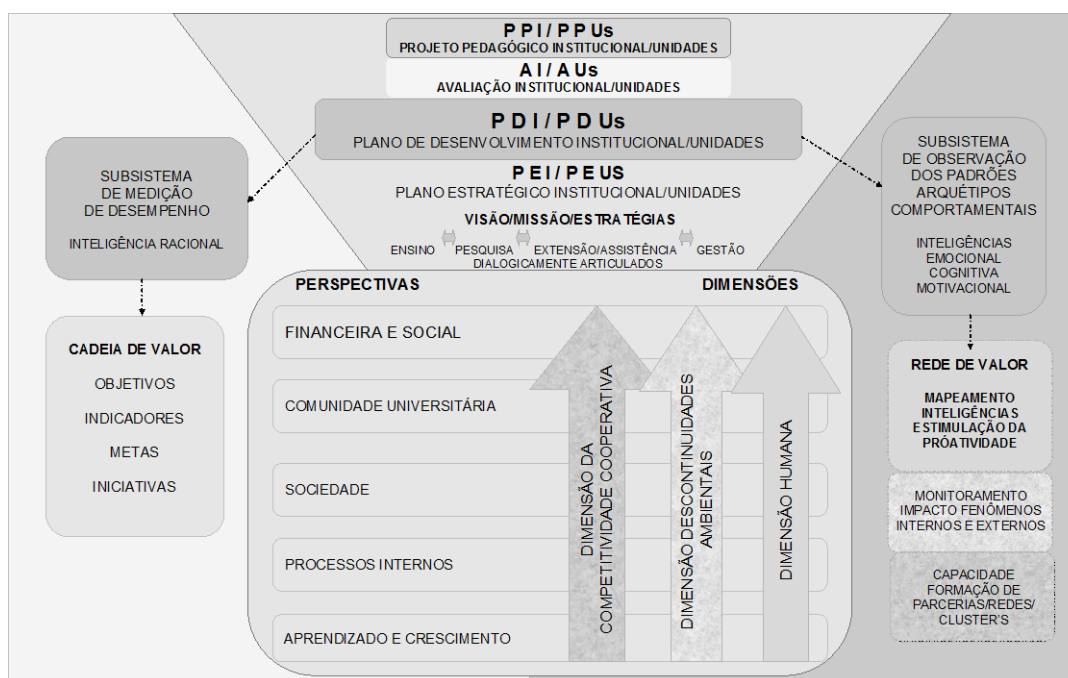 P P I / P P Us
PROJETO PEDAGÓGICO INSTITUCIONAL/UNIDADES
A I / A Us
AVALIAÇÃO INSTITUCIONAL/UNIDADES
P D I / P D Us
PLANO DE DESENVOLVIMENTO INSTITUCIONAL/UNIDADES
P E I / P E U S
PLANO ESTRATÉGICO INSTITUCIONAL/UNIDADES
VISÃO/MISSÃO/ESTRATÉGIAS
ENSINO PESQUISA EXTENSÃO/ASSISTÊNCIA GESTÃO
DIALOGICAMENTE ARTICULADOS
SUBSISTEMA
DE MEDIÇÃO
DE DESEMPENHO
INTELIGÊNCIA RACIONAL
CADEIA DE VALOR
OBJETIVOS
INDICADORES
METAS
INICIATIVAS
PERSPECTIVAS DIMENSÕES
FINANCEIRA E SOCIAL
COMUNIDADE UNIVERSITÁRIA
SOCIEDADE
PROCESSOS INTERNOS
APRENDIZADO E CRESCIMENTO
DIMENSÃO DA
COMPETITIVIDADE COOPERATIVA
DIMENSÃO DESCONTINUIDADES
AMBIENTAIS
DIMENSÃO HUMANA
SUBSISTEMA
DE OBSERVAÇÃO
DOS PADRÕES
ARQUÉTIPOS
COMPORTAMENTAIS
INTELIGÊNCIAS
EMOCIONAL
COGNITIVA
MOTIVACIONAL
REDE DE VALOR
MAPEAMENTO
INTELIGÊNCIAS
ESTIMULAÇÃO DA
PRÓATIVIDADE
MONITORAMENTO
IMPACTO FENÔMENOS
INTERNOS E EXTERNOS
CAPACIDADE
FORMAÇÃO DE
PARCERIAS/REDES/
CLUSTER'S